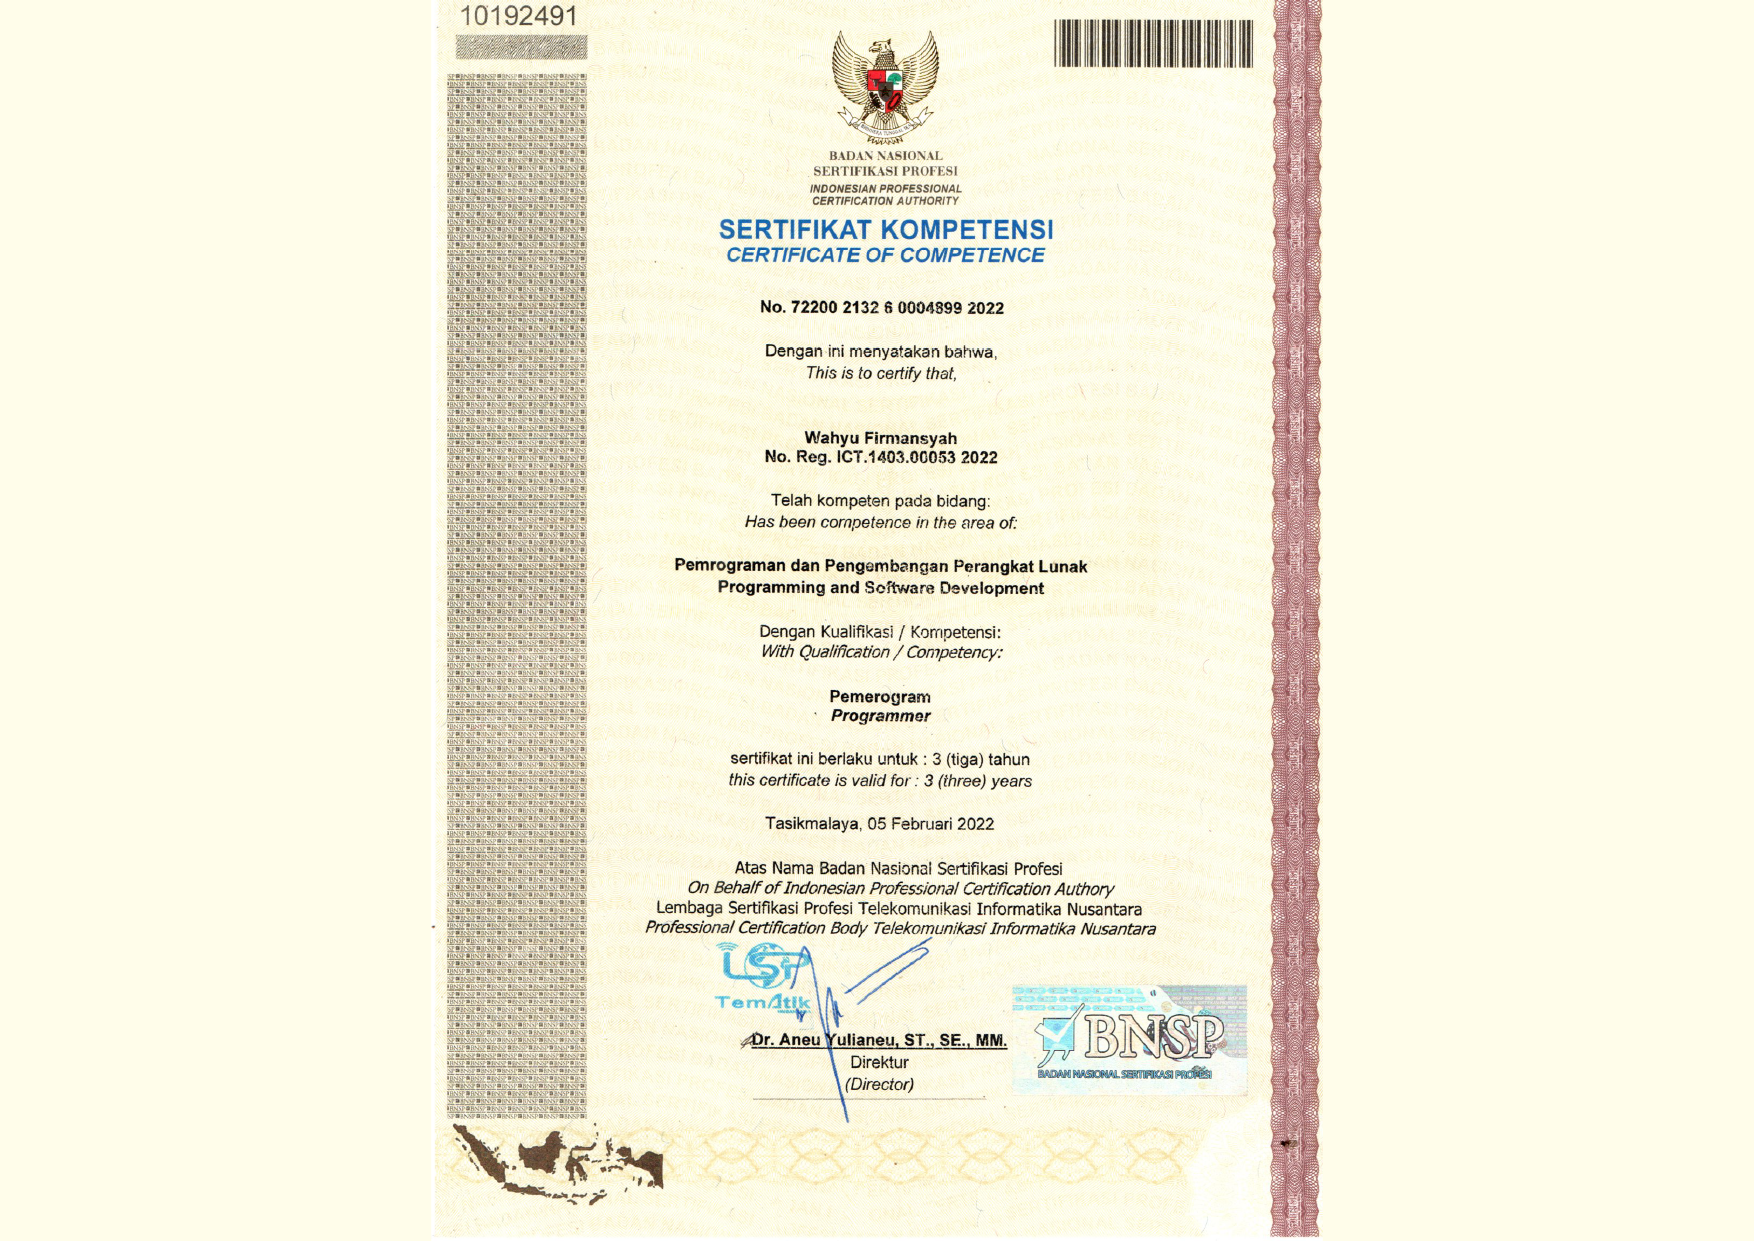 10192491
BADAN NASIONAL
SERTIFIKASI PROFESI
INDONESIAN PROFESSIONAL
CERTIFICATION AUTHORITY
SERTIFIKAT KOMPETENSI
CERTIFICATE OF COMPETENCE
No. 72200 2132 6 0004899 2022
Dengan ini menyatakan bahwa,
This is to certify that,
Wahyu Firmansyah
No. Reg. ICT.1403.00053 2022
Telah kompeten pada bidang:
Has been competence in the area of:
Pemrograman dan Pengembangan Perangkat Lunak
Programming and Software Development
Dengan Kualifikasi / Kompetensi:
With Qualification / Competency:
Pemerogram
Programmer
sertifikat ini berlaku untuk : 3 (tiga) tahun
this certificate is valid for : 3 (three) years
Tasikmalaya, 05 Februari 2022
Atas Nama Badan Nasional Sertifikasi Profesi
On Behalf of Indonesian Professional Certification Authory
Lembaga Sertifikasi Profesi Telekomunikasi Informatika Nusantara
Professional Certification Body Telekomunikasi Informatika Nusantara
LSP
Tematik
Dr. Aneu Yulianeu, ST., SE., MM.
Direktur
(Director)
BNSP
BADAN NASIONAL SERTIFIKASI PROFESI